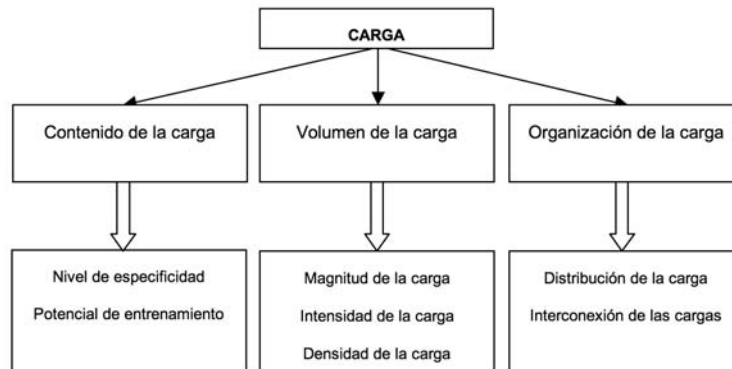 CARGA
Contenido de la carga
Volumen de la carga
Organización de la carga
Nivel de especificidad
Potencial de entrenamiento
Magnitud de la carga
Intensidad de la carga
Densidad de la carga
Distribución de la carga
Interconexión de las cargas